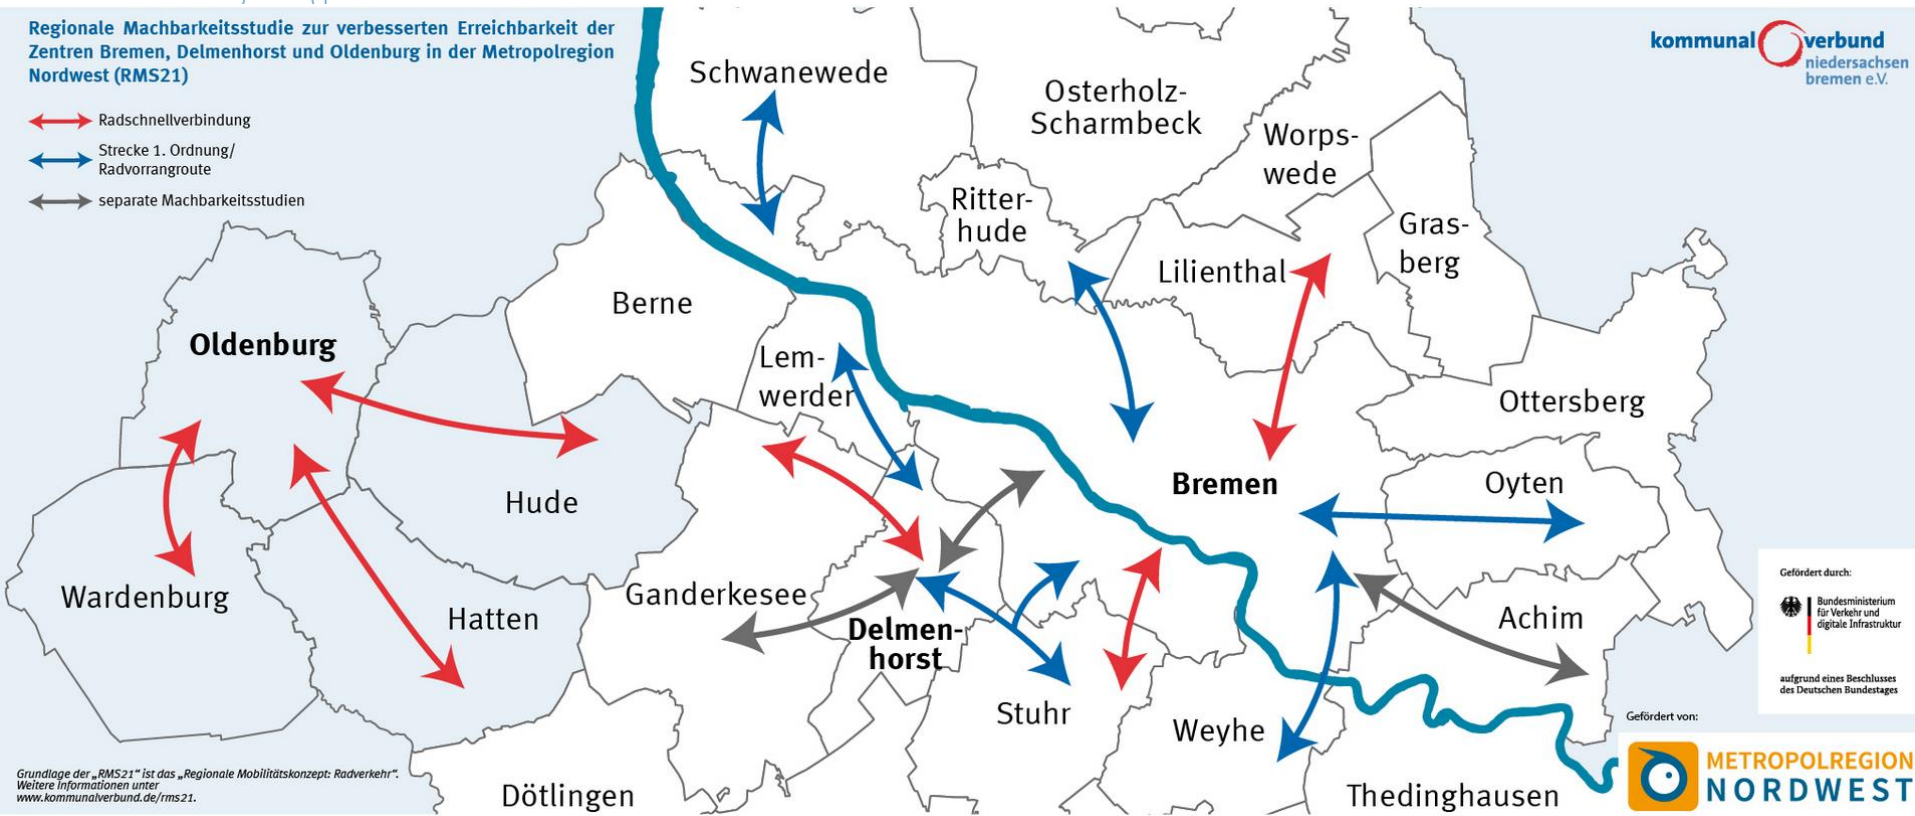 Regionale Machbarkeitsstudie zur verbesserten Erreichbarkeit der
Zentren Bremen, Delmenhorst und Oldenburg in der Metropolregion
Nordwest (RMS21)
Radschnellverbindung
Strecke 1. Ordnung/
Radvorrangroute
separate Machbarkeitsstudien
kommunal verbund
niedersachsen
bremen e.V.
Schwanewede
Osterholz-
Scharmbeck
Worps-
wede
Ritter-
hude
Gras-
berg
Lilienthal
Berne
Oldenburg
Lem-
werder
Ottersberg
Bremen
Oyten
Hude
Wardenburg
Ganderkesee
Hatten
Achim
Delmen-
horst
Stuhr
Weyhe
Dötlingen
Thedinghausen
Gefördert durch:
Bundesministerium
für Verkehr und
digitale Infrastruktur
aufgrund eines Beschlusses
des Deutschen Bundestages
Gefördert von:
METROPOLREGION
NORDWEST
Grundlage der „RMS21“ ist das „Regionale Mobilitätskonzept: Radverkehr“.
Weitere Informationen unter
www.kommunalverbund.de/rms21.